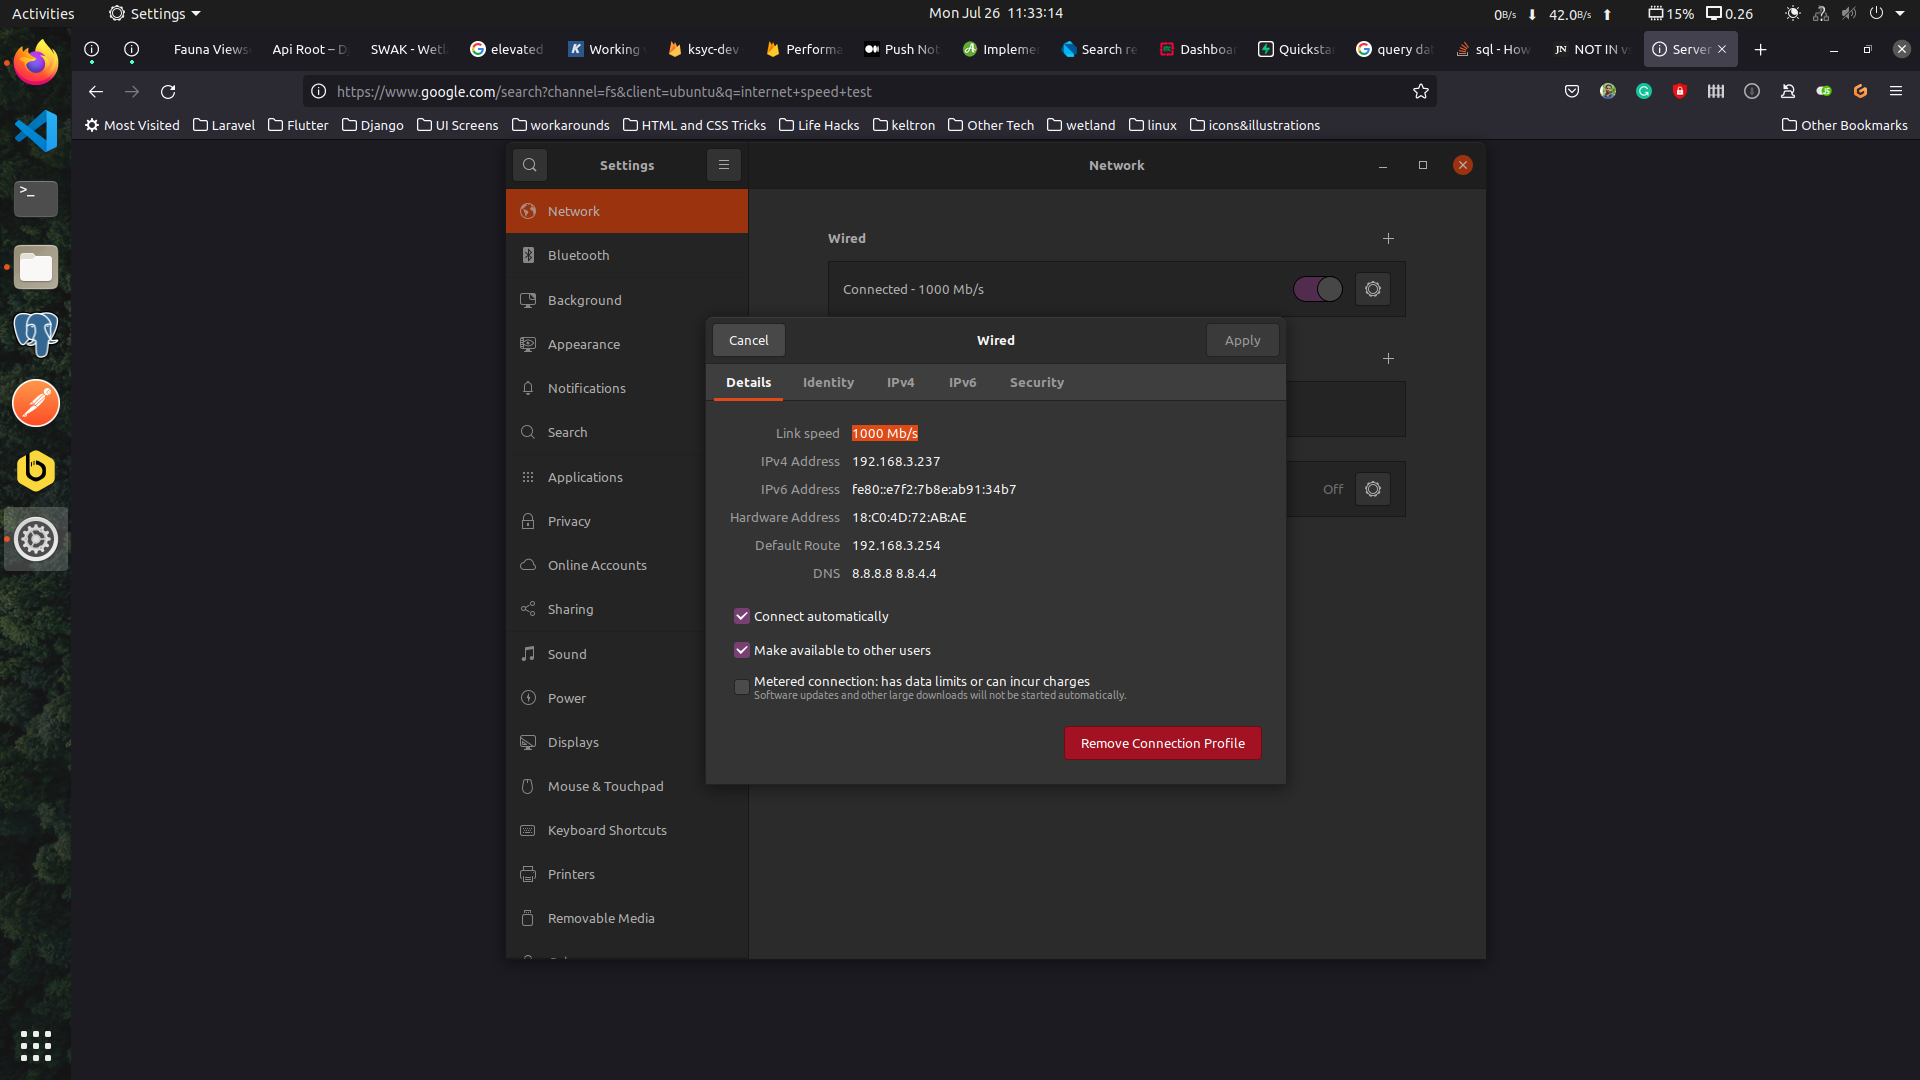 Activities Settings Mon Jul 26 11:33:14 0B/s 42.0B/s 15% 0.26
Fauna Views Api Root – D SWAK - Wetl elevated Working ksyc-dev Performa Push Not Impleme Search re Dashboar Quicksta query dat sql - How NOT IN v Server
https://www.google.com/search?channel=fs&client=ubuntu&q=internet+speed+test
Most Visited Laravel Flutter Django UI Screens workarounds HTML and CSS Tricks Life Hacks keltron Other Tech wetland linux icons&illustrations Other Bookmarks
Settings
Network
Bluetooth
Background
Appearance
Notifications
Search
Applications
Privacy
Online Accounts
Sharing
Sound
Power
Displays
Mouse & Touchpad
Keyboard Shortcuts
Printers
Removable Media
Network
Wired
Connected - 1000 Mb/s
Off
Cancel Wired Apply
Details Identity IPv4 IPv6 Security
Link speed 1000 Mb/s
IPv4 Address 192.168.3.237
IPv6 Address fe80::e7f2:7b8e:ab91:34b7
Hardware Address 18:C0:4D:72:AB:AE
Default Route 192.168.3.254
DNS 8.8.8.8 8.8.4.4
Connect automatically
Make available to other users
Metered connection: has data limits or can incur charges
Software updates and other large downloads will not be started automatically.
Remove Connection Profile